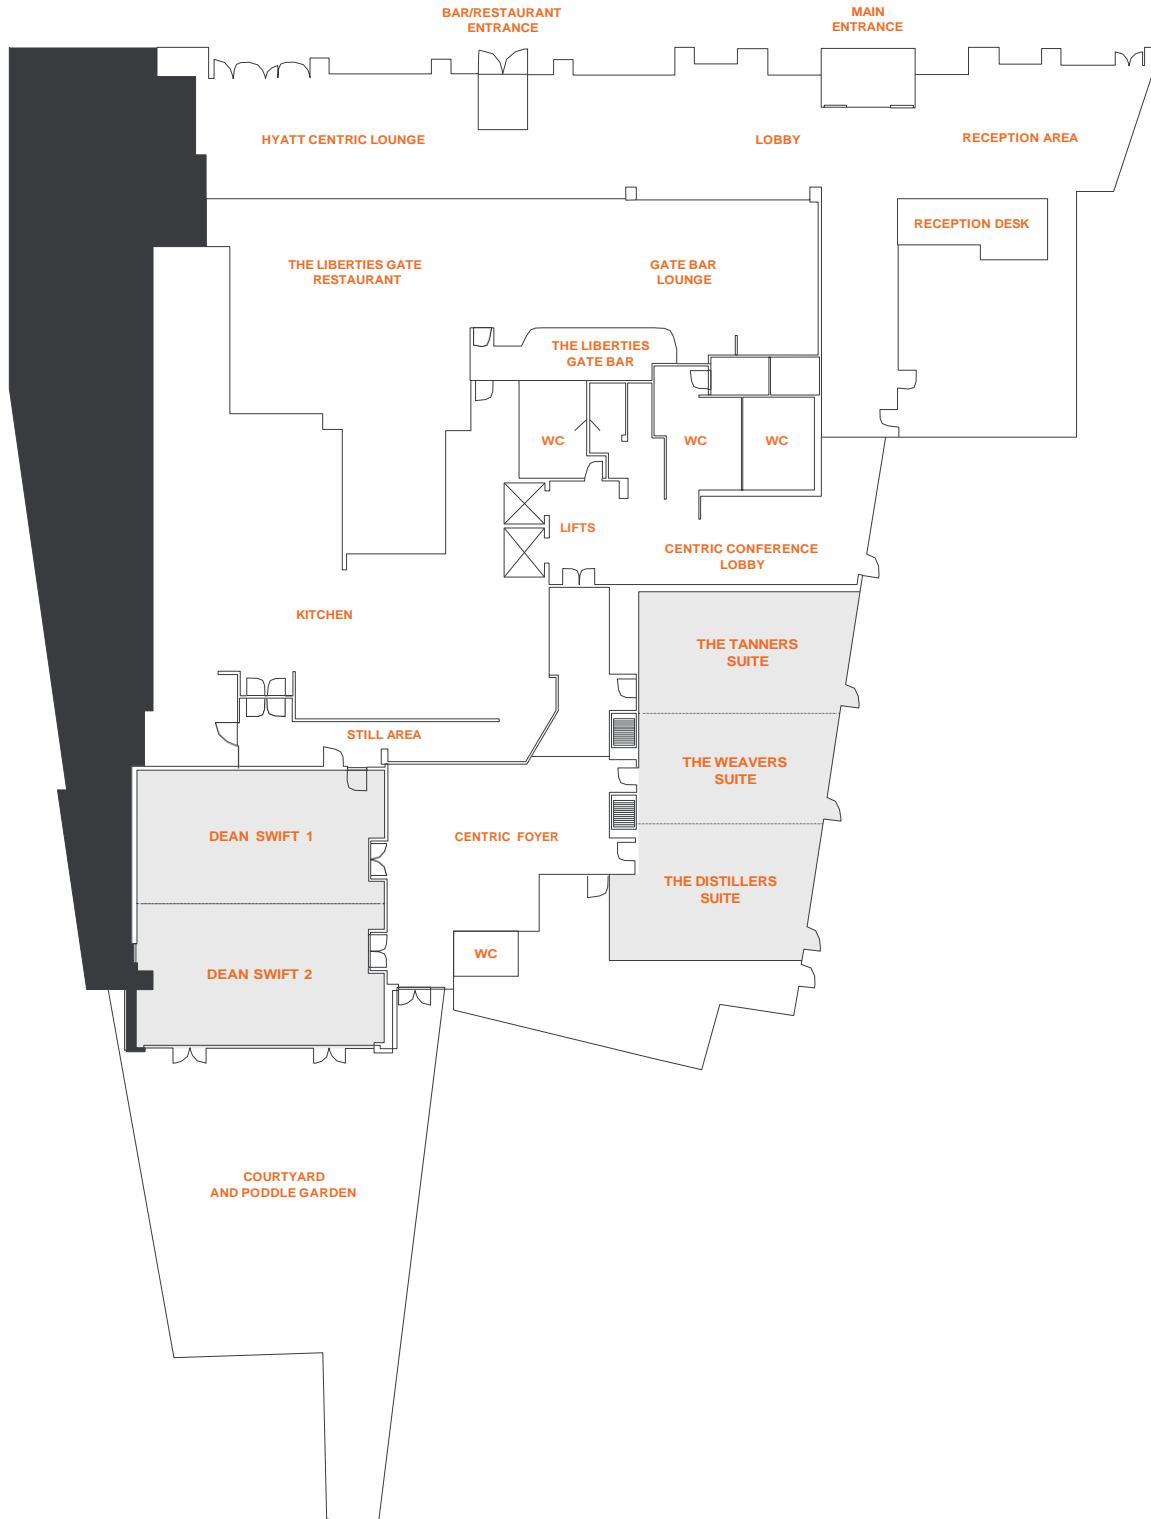 BAR/RESTAURANT
ENTRANCE
MAIN
ENTRANCE
HYATT CENTRIC LOUNGE
LOBBY
RECEPTION AREA
RECEPTION DESK
THE LIBERTIES GATE
RESTAURANT
GATE BAR
LOUNGE
THE LIBERTIES
GATE BAR
WC
WC
WC
LIFTS
CENTRIC CONFERENCE
LOBBY
KITCHEN
THE TANNERS
SUITE
STILL AREA
THE WEAVERS
SUITE
DEAN SWIFT 1
CENTRIC FOYER
THE DISTILLERS
SUITE
WC
DEAN SWIFT 2
COURTYARD
AND PODDLE GARDEN